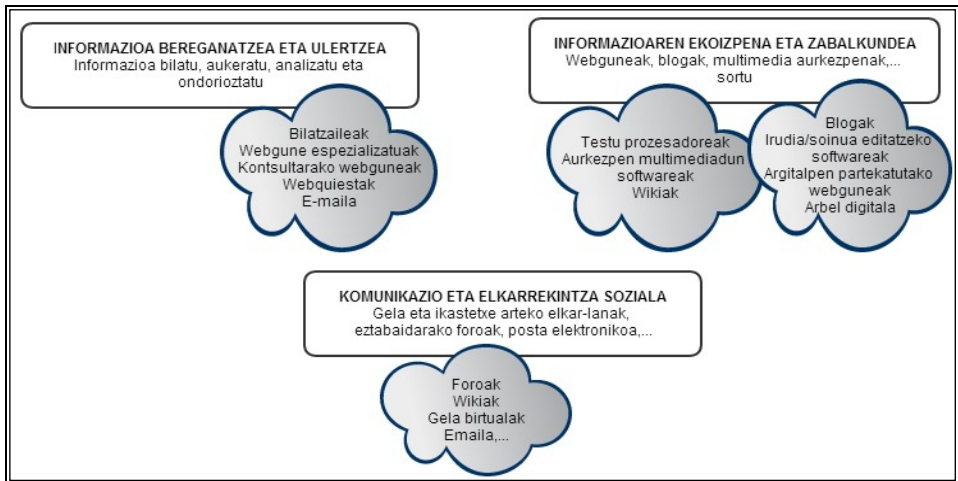 INFORMAZIOA BEREGANATZEA ETA ULERTZEA
Informazioa bilatu, aukeratu, analizatu eta
ondorioztatu
Bilatzaileak
Webgune espezializatuak
Kontsultarako webguneak
Webquiestak
E-maila
INFORMAZIOAREN EKOIZPENA ETA ZABALKUNDEA
Webguneak, blogak, multimedia aurkezpenak,...
sortu
Testu prozesadoreak
Aurkezpen multimediadun
softwareak
Wikiak
Blogak
Irudia/soinua editatzeko
softwareak
Argitalpen partekatutako
webguneak
Arbel digitala
KOMUNIKAZIO ETA ELKARREKINTZA SOZIALA
Gela eta ikastetxe arteko elkar-lanak,
eztabaidarako foroak, posta elektronikoa,...
Foroak
Wikiak
Gela birtualak
Emaila,...